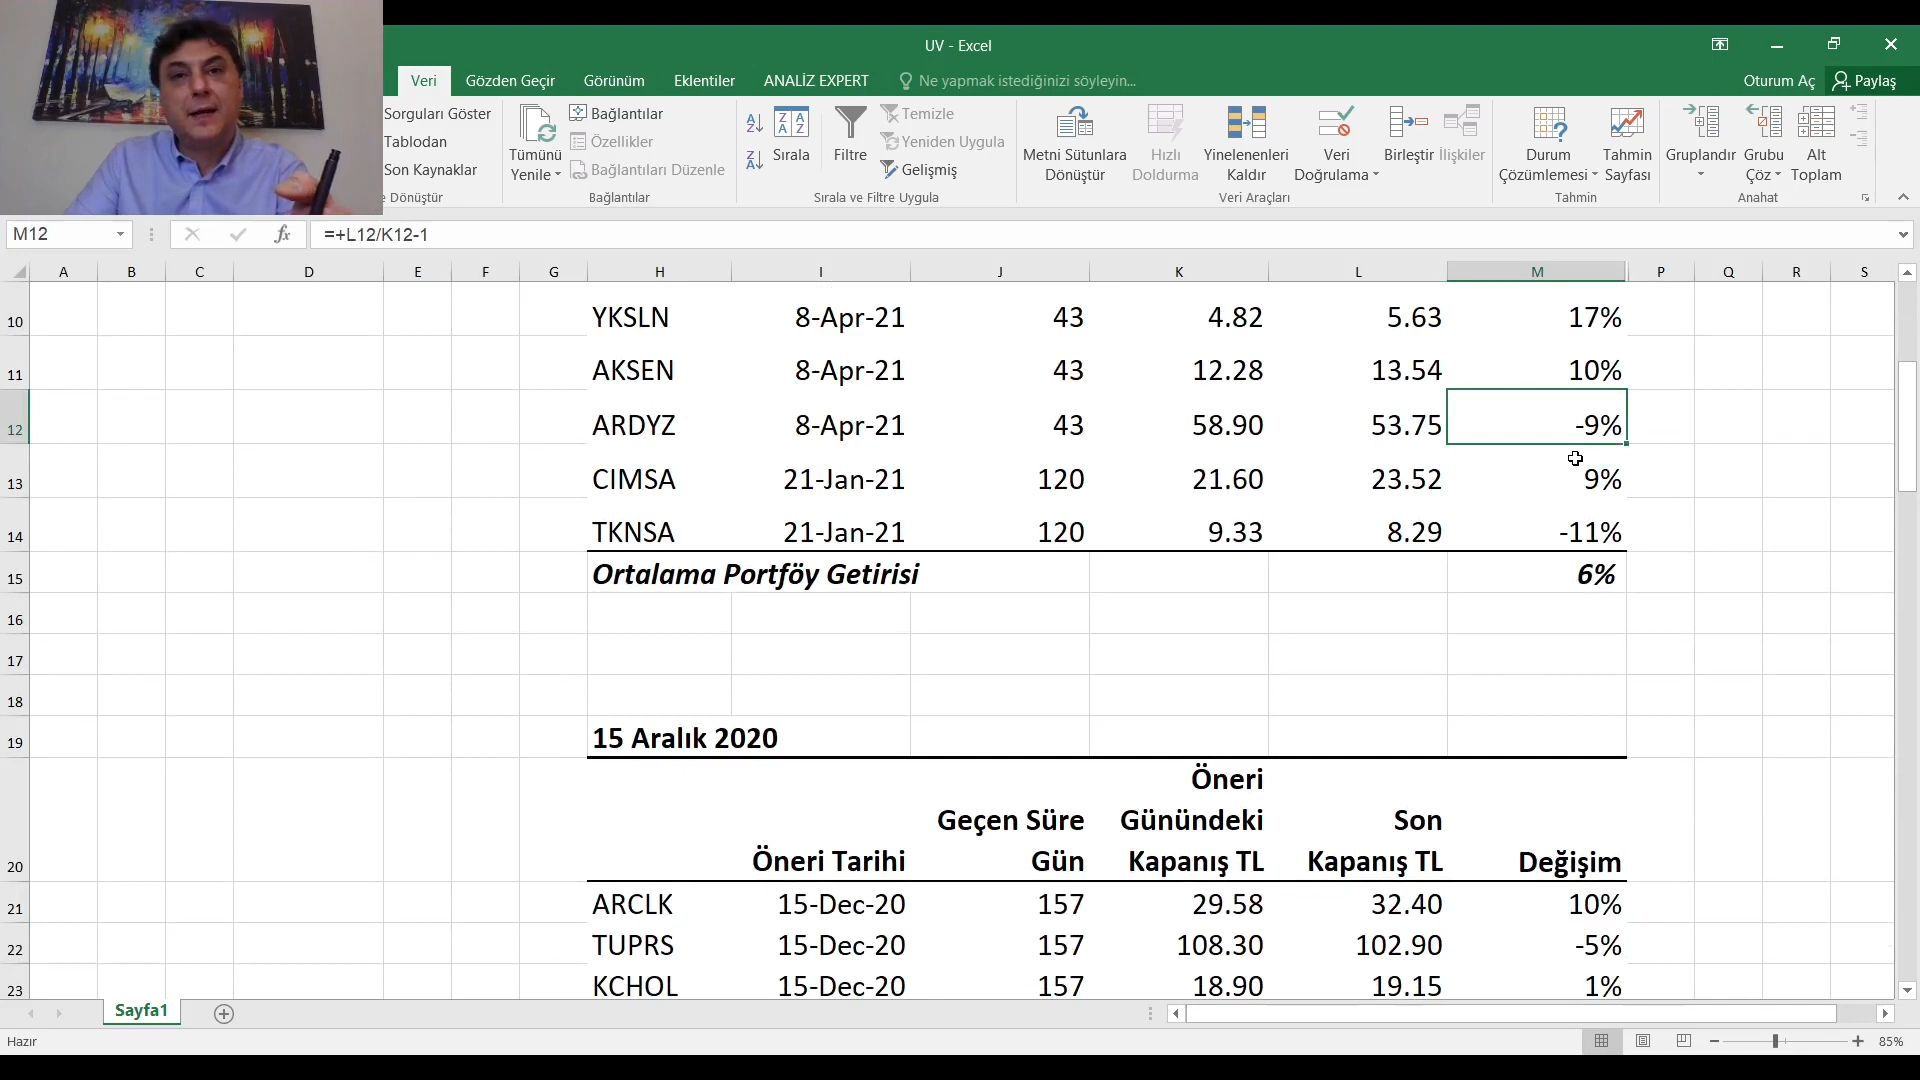 UV - Excel
Veri Gözden Geçir Görünüm Eklentiler ANALİZ EXPERT Ne yapmak istediğinizi söyleyin... Oturum Aç Paylaş
Sorguları Göster
Tablodan
Son Kaynaklar
e Dönüştür
Tümünü
Yenile
Bağlantılar
Özellikler
Bağlantıları Düzenle
Bağlantılar
Sırala
Filtre
Temizle
Yeniden Uygula
Gelişmiş
Sırala ve Filtre Uygula
Metni Sütunlara
Dönüştür
Hızlı
Doldurma
Yinelenenleri
Kaldır
Veri
Doğrulama
Birleştir
İlişkiler
Veri Araçları
Durum
Çözümlemesi
Tahmin
Sayfası
Tahmin
Gruplandır
Grubu
Çöz
Alt
Toplam
Anahat
M12 fx =+L12/K12-1
A B C D E F G H I J K L M P Q R S
10 YKSLN 8-Apr-21 43 4.82 5.63 17%
11 AKSEN 8-Apr-21 43 12.28 13.54 10%
12 ARDYZ 8-Apr-21 43 58.90 53.75 -9%
13 CIMSA 21-Jan-21 120 21.60 23.52 9%
14 TKNSA 21-Jan-21 120 9.33 8.29 -11%
15 Ortalama Portföy Getirisi 6%
16
17
18
19 15 Aralık 2020
Öneri
Geçen Süre Günündeki Son
20 Öneri Tarihi Gün Kapanış TL Kapanış TL Değişim
21 ARCLK 15-Dec-20 157 29.58 32.40 10%
22 TUPRS 15-Dec-20 157 108.30 102.90 -5%
23 KCHOL 15-Dec-20 157 18.90 19.15 1%
Sayfa1
Hazır 85%